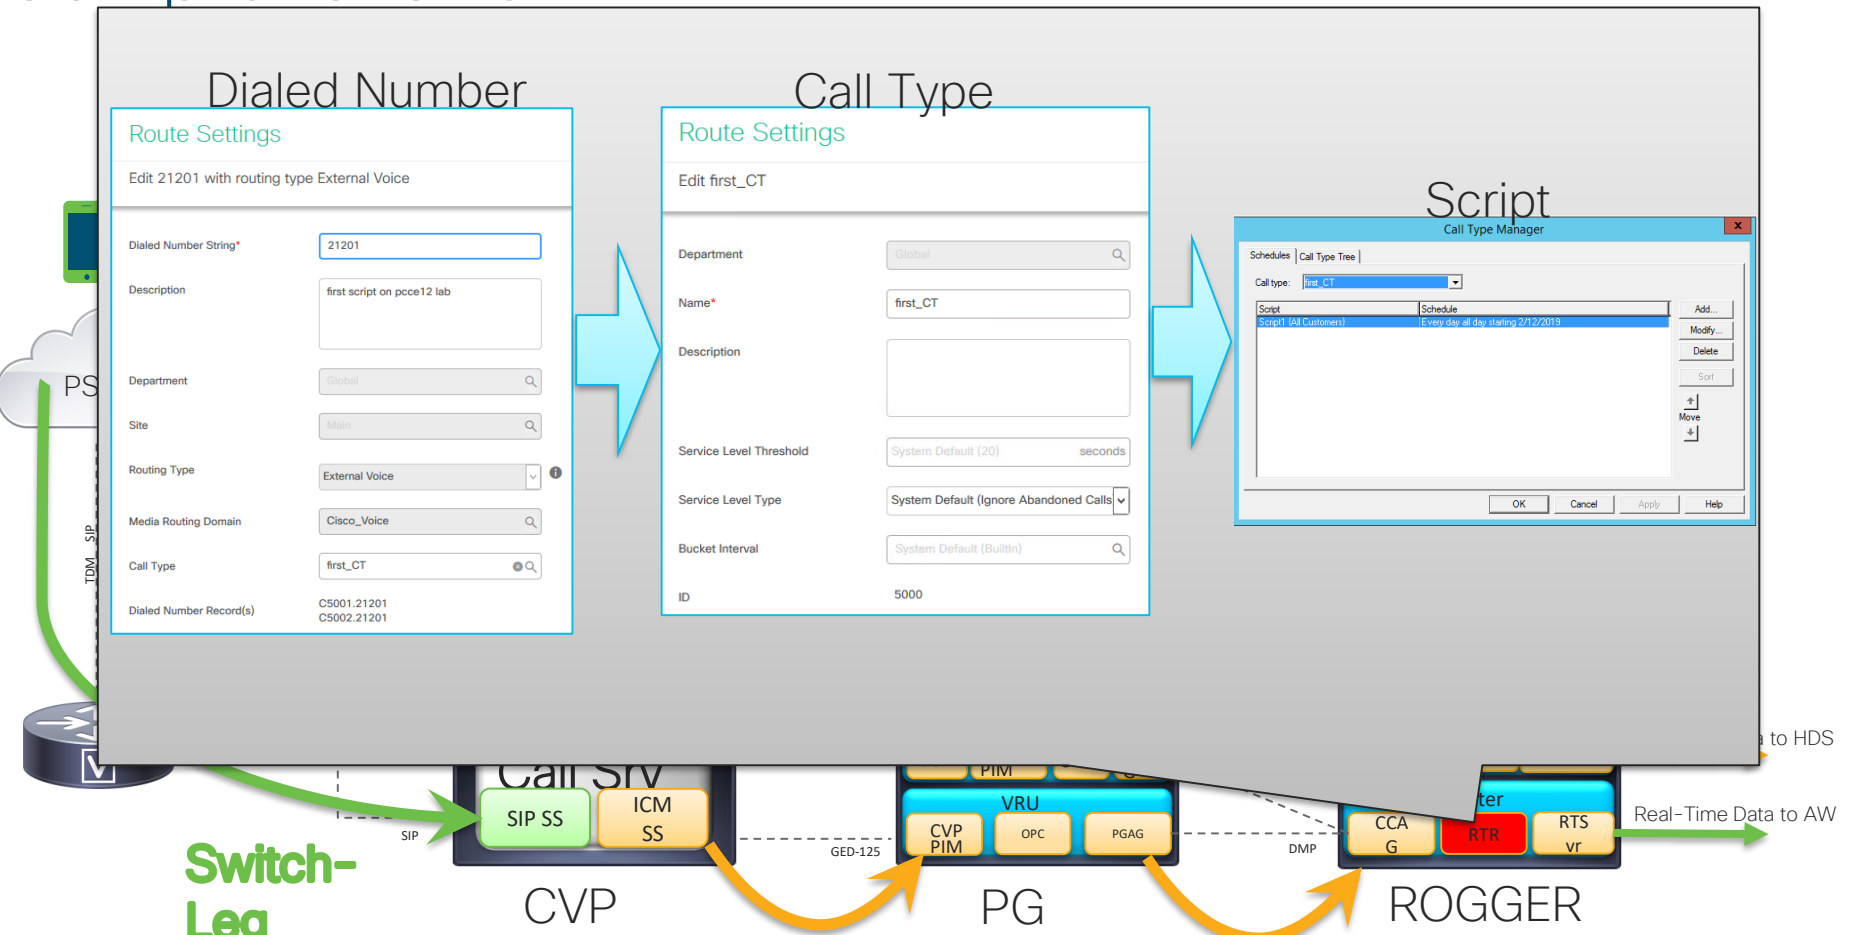 Dialed Number
Route Settings
Edit 21201 with routing type External Voice
Dialed Number String*
21201
Description
first script on pcce12 lab
Department
Global
Site
Main
Routing Type
External Voice
Media Routing Domain
Cisco_Voice
Call Type
first_CT
Dialed Number Record(s)
C5001.21201
C5002.21201
Call Type
Route Settings
Edit first_CT
Department
Global
Name*
first_CT
Description
Service Level Threshold
System Default (20)
seconds
Service Level Type
System Default (Ignore Abandoned Calls
Bucket Interval
System Default (Builtin)
ID
5000
Script
Call Type Manager
x
Schedules
Call Type Tree
Call type:
first_CT
Script
Schedule
Script1 {All Customers}
Every day all day starting 2/12/2019
Add...
Modify...
Delete
Sort
Move
OK
Cancel
Apply
Help
PS
TDM
SIP
V
Call Srv
SIP SS
ICM
SS
SIP
Switch-
Leg
CVP
GED-125
PIM
VRU
CVP
PIM
OPC
PGAG
PG
DMP
ter
CCA
G
RTR
RTS
vr
ROGGER
a to HDS
Real-Time Data to AW